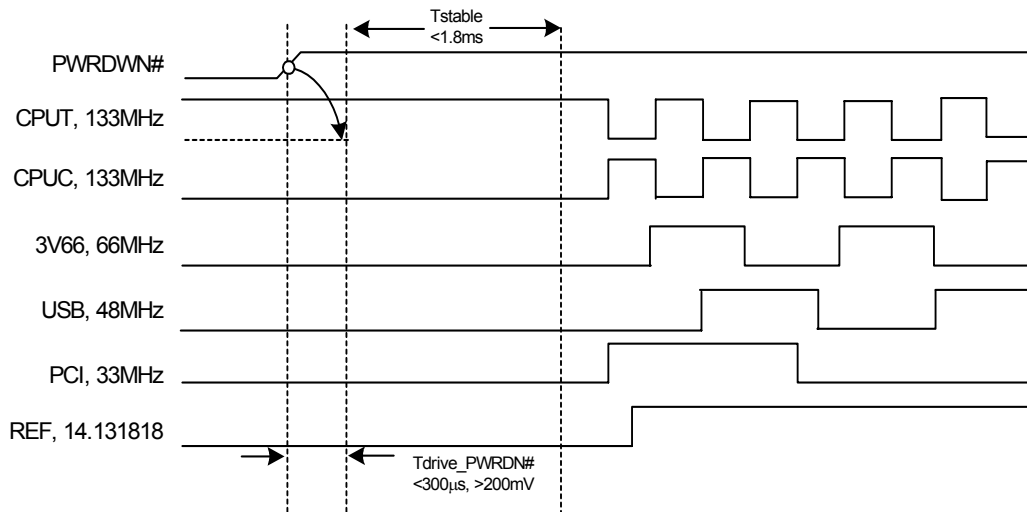 Tstable
<1.8ms
PWRDWN#
CPUT, 133MHz
CPUC, 133MHz
3V66, 66MHz
USB, 48MHz
PCI, 33MHz
REF, 14.131818
Tdrive_PWRDN#
<300μs, >200mV